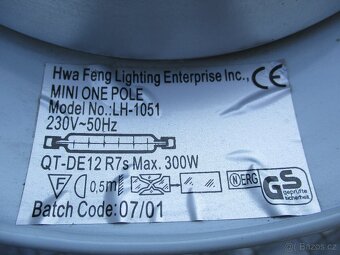 Hwa Feng Lighting Enterprise Inc., CE
MINI ONE POLE
Model No.:LH-1051
230V~50Hz
QT-DE12 R7s Max. 300W
F 0,5m N ERG GS geprüfte Sicherheit
Batch Code: 07/01
Bazos.cz